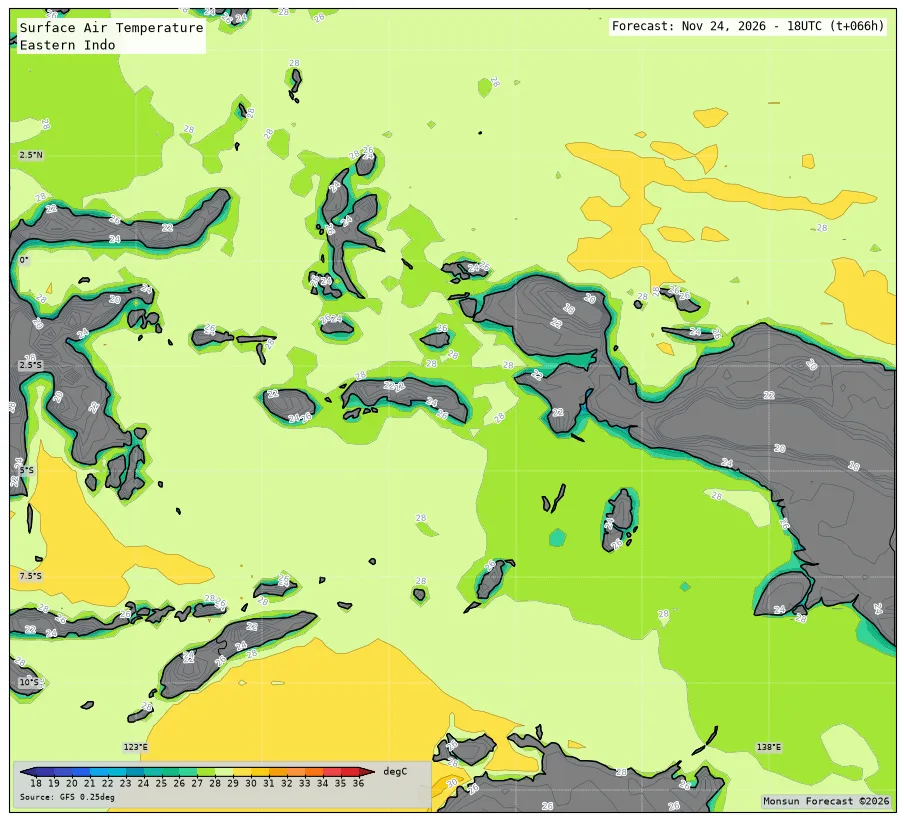 Surface Air Temperature
Eastern Indo
Forecast: Nov 24, 2026 - 18UTC (t+066h)
2.5°N
0°
2.5°S
5°S
7.5°S
10°S
123°E
138°E
degC
18 19 20 21 22 23 24 25 26 27 28 29 30 31 32 33 34 35 36
Source: GFS 0.25deg
Monsun Forecast ©2026